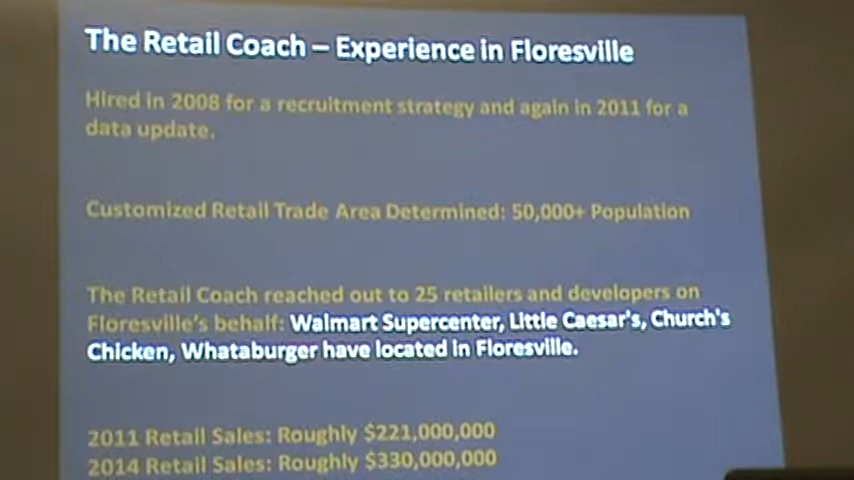 The Retail Coach – Experience in Floresville
Hired in 2008 for a recruitment strategy and again in 2011 for a
data update.
Customized Retail Trade Area Determined: 50,000+ Population
The Retail Coach reached out to 25 retailers and developers on
Floresville's behalf: Walmart Supercenter, Little Caesar's, Church's
Chicken, Whataburger have located in Floresville.
2011 Retail Sales: Roughly $221,000,000
2014 Retail Sales: Roughly $330,000,000